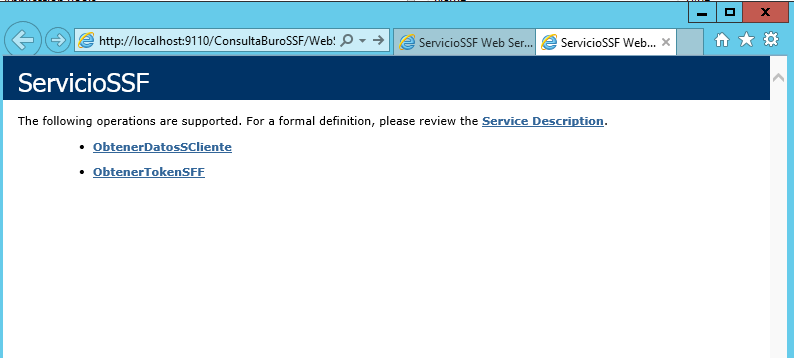 http://localhost:9110/ConsultaBuroSSF/WebS
ServicioSSF Web Ser...
ServicioSSF Web...
ServicioSSF
The following operations are supported. For a formal definition, please review the Service Description.
ObtenerDatosSCliente
ObtenerTokenSFF